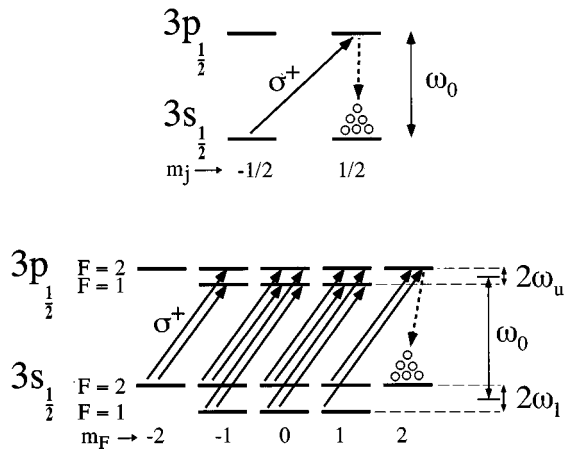 3p 1/2
σ+
ω0
3s 1/2
mj → -1/2 1/2
3p 1/2 F = 2
F = 1
2ωu
σ+
ω0
3s 1/2 F = 2
F = 1
2ωl
mF → -2 -1 0 1 2